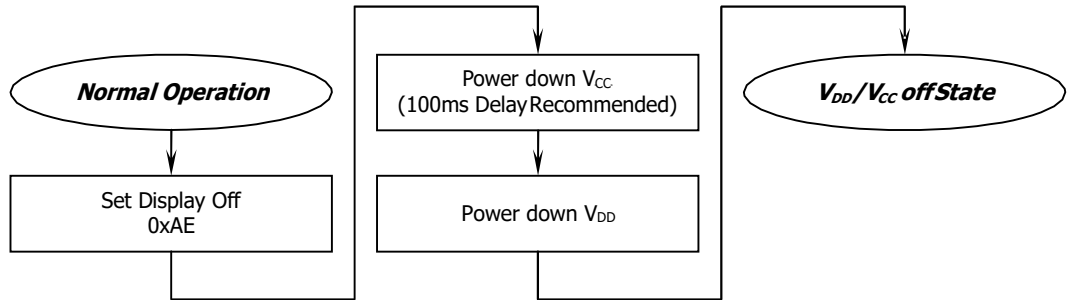 Normal Operation
Set Display Off
0xAE
Power down VCC
(100ms Delay Recommended)
Power down VDD
VDD/VCC off State